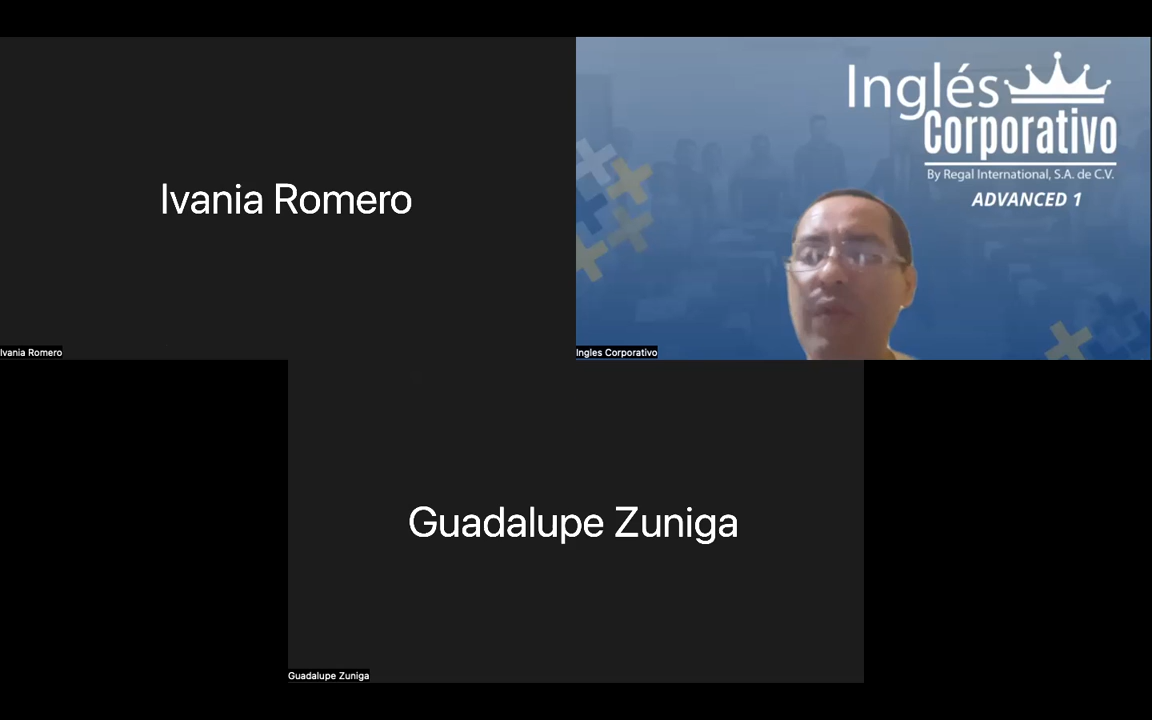 Ivania Romero
Ivania Romero
Inglés
Corporativo
By Regal International, S.A. de C.V.
ADVANCED 1
Ingles Corporativo
Guadalupe Zuniga
Guadalupe Zuniga